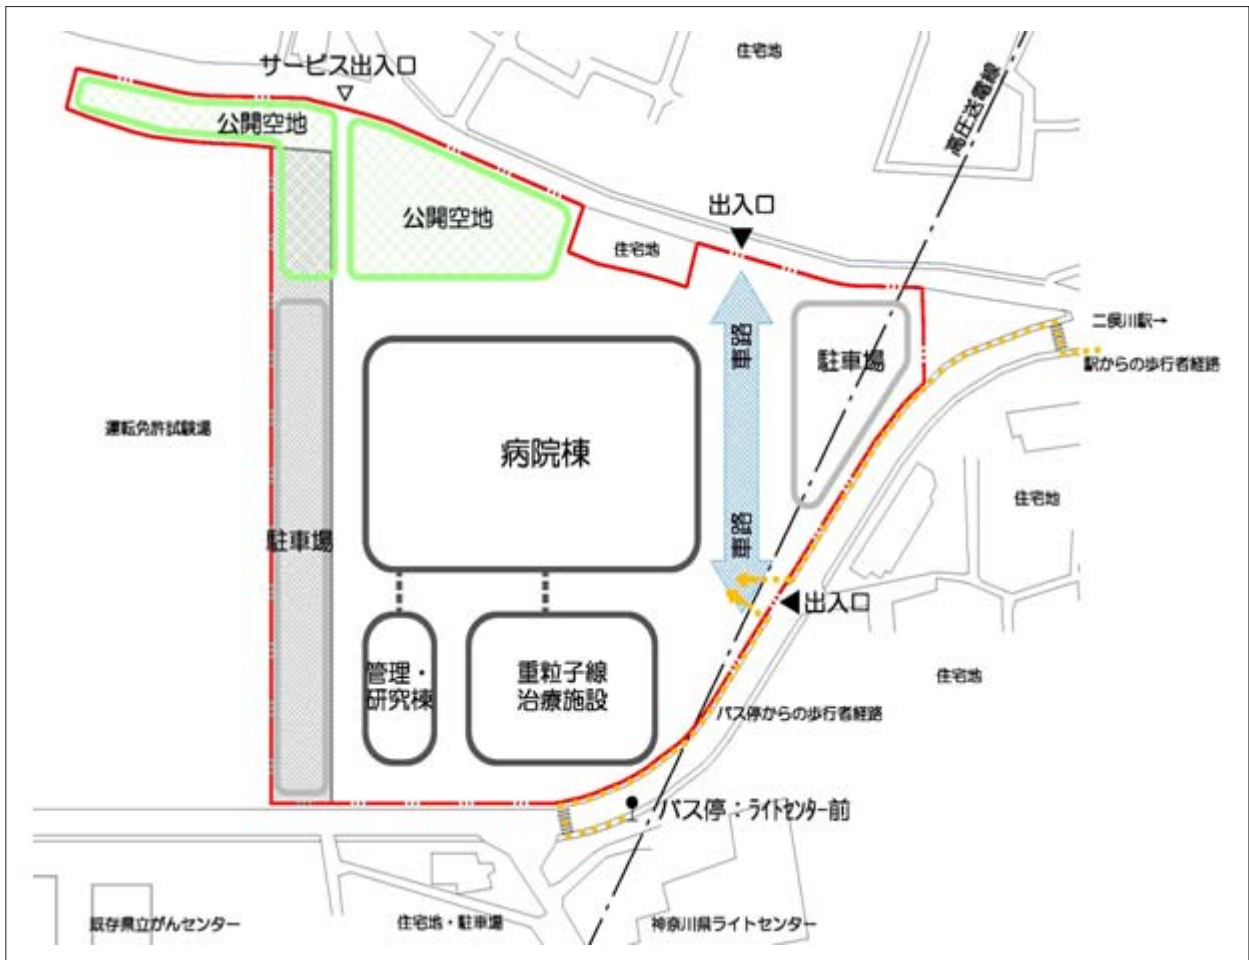 住宅地
サービス出入口
高圧送電線
公開空地
公開空地
出入口
住宅地
二俣川駅→
車路
駐車場
駅からの歩行者経路
運転免許試験場
病院棟
住宅地
車路
駐車場
出入口
管理・
研究棟
重粒子線
治療施設
住宅地
バス停からの歩行者経路
バス停：ライトセンター前
既存県立がんセンター
住宅地・駐車場
神奈川県ライトセンター